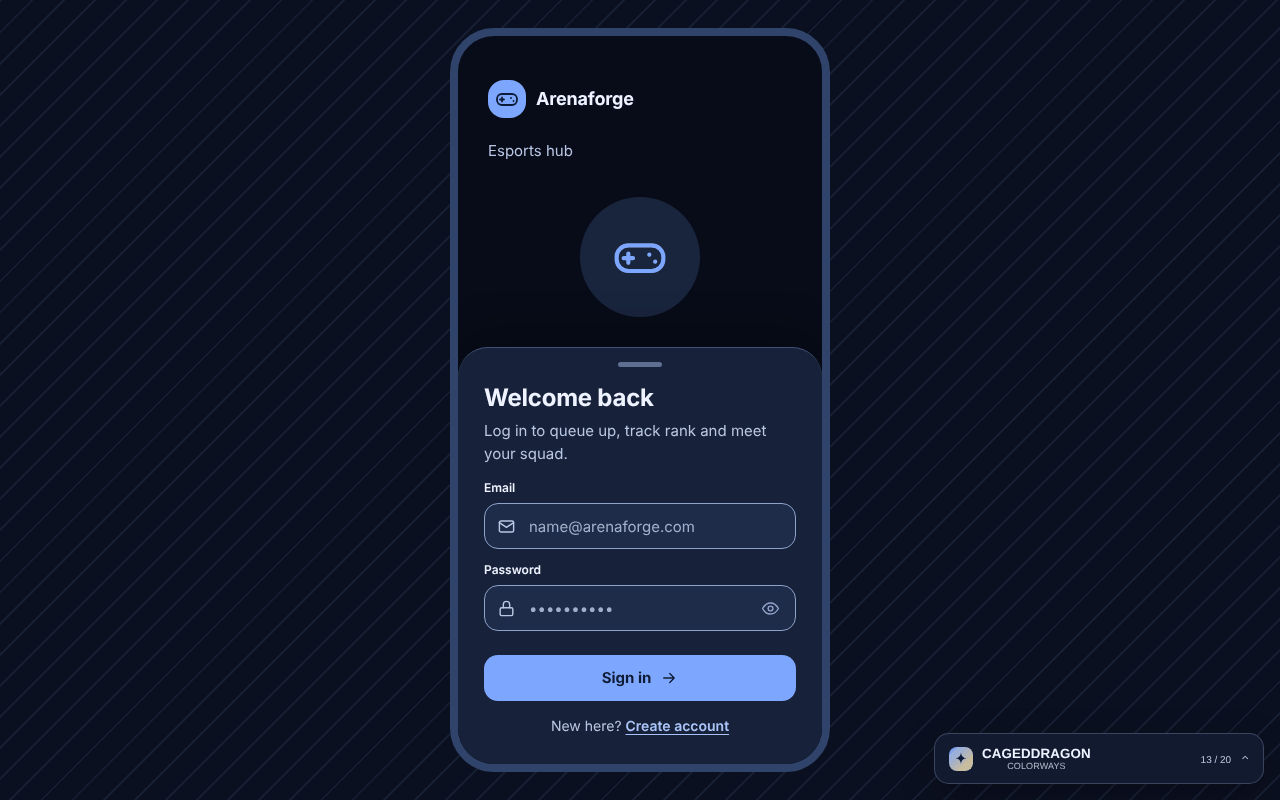 Arenaforge
Esports hub
Welcome back
Log in to queue up, track rank and meet
your squad.
Email
name@arenaforge.com
Password
••••••••••
Sign in →
New here? Create account
CAGEDDRAGON
COLORWAYS
13 / 20